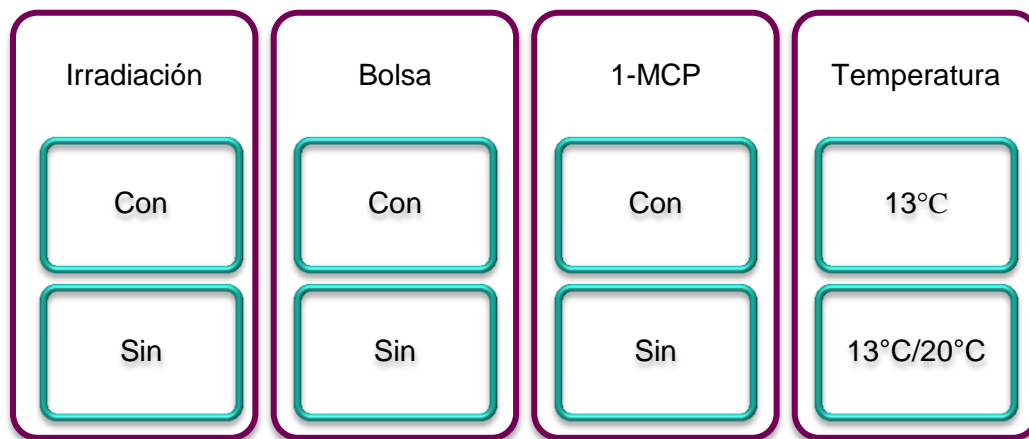 Irradiación
Con
Sin
Bolsa
Con
Sin
1-MCP
Con
Sin
Temperatura
13°C
13°C/20°C